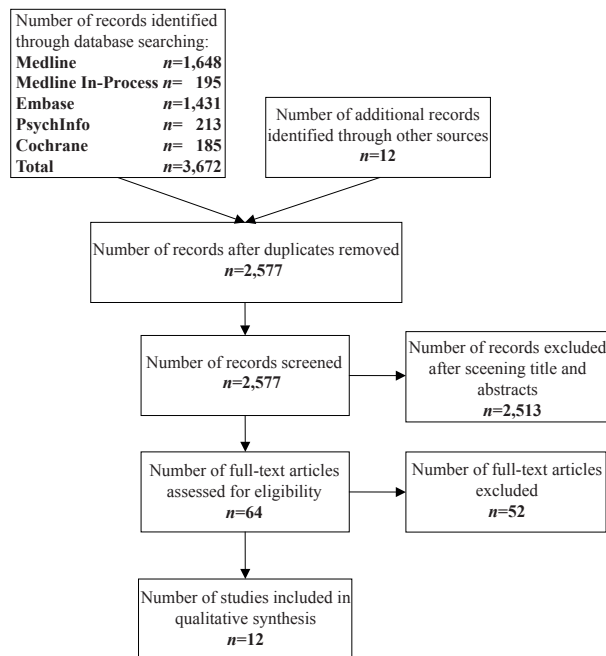 Number of records identified
through database searching:
Medline n=1,648
Medline In-Process n= 195
Embase n=1,431
PsychInfo n= 213
Cochrane n= 185
Total n=3,672
Number of additional records
identified through other sources
n=12
Number of records after duplicates removed
n=2,577
Number of records screened
n=2,577
Number of records excluded
after sceening title and
abstracts
n=2,513
Number of full-text articles
assessed for eligibility
n=64
Number of full-text articles
excluded
n=52
Number of studies included in
qualitative synthesis
n=12